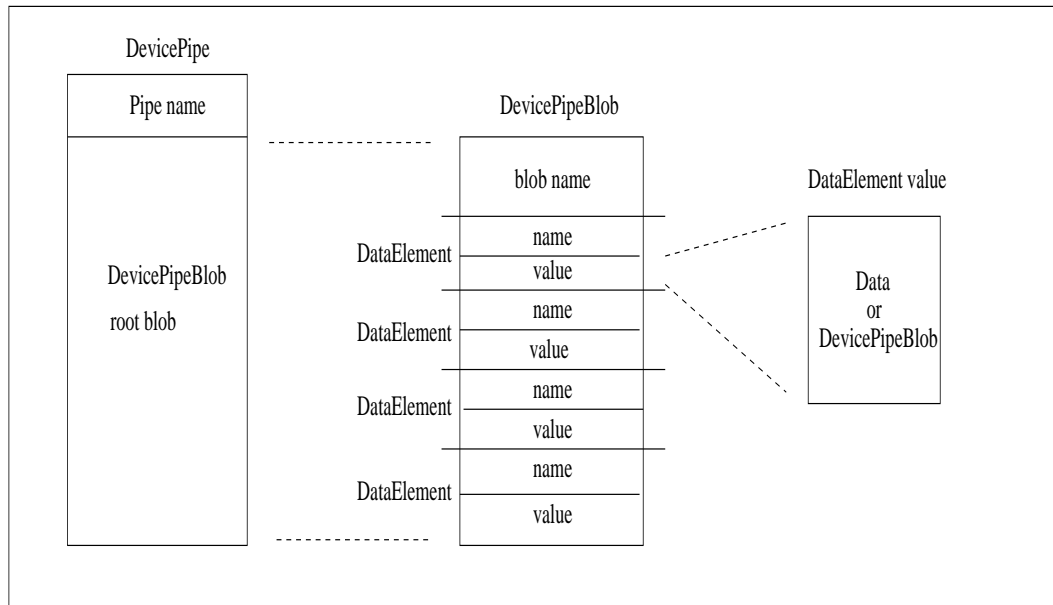 DevicePipe
Pipe name
DevicePipeBlob
root blob
DevicePipeBlob
blob name
DataElement
name
value
DataElement
name
value
DataElement
name
value
DataElement
name
value
DataElement value
Data
or
DevicePipeBlob